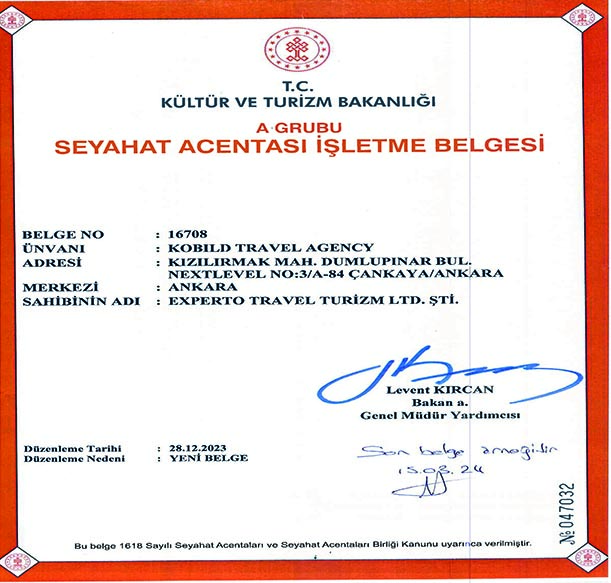 T.C.
KÜLTÜR VE TURİZM BAKANLIĞI
A GRUBU
SEYAHAT ACENTASI İŞLETME BELGESİ
BELGE NO : 16708
ÜNVANI : KOBILD TRAVEL AGENCY
ADRESİ : KIZILIRMAK MAH. DUMLUPINAR BUL.
NEXTLEVEL NO:3/A-84 ÇANKAYA/ANKARA
MERKEZİ : ANKARA
SAHİBİNİN ADI : EXPERTO TRAVEL TURİZM LTD. ŞTİ.
Levent KIRCAN
Bakan a.
Genel Müdür Yardımcısı
Düzenleme Tarihi : 28.12.2023
Düzenleme Nedeni : YENİ BELGE
Son belge örneğidir
15.03.24
№ 047032
Bu belge 1618 Sayılı Seyahat Acentaları ve Seyahat Acentaları Birliği Kanunu uyarınca verilmiştir.